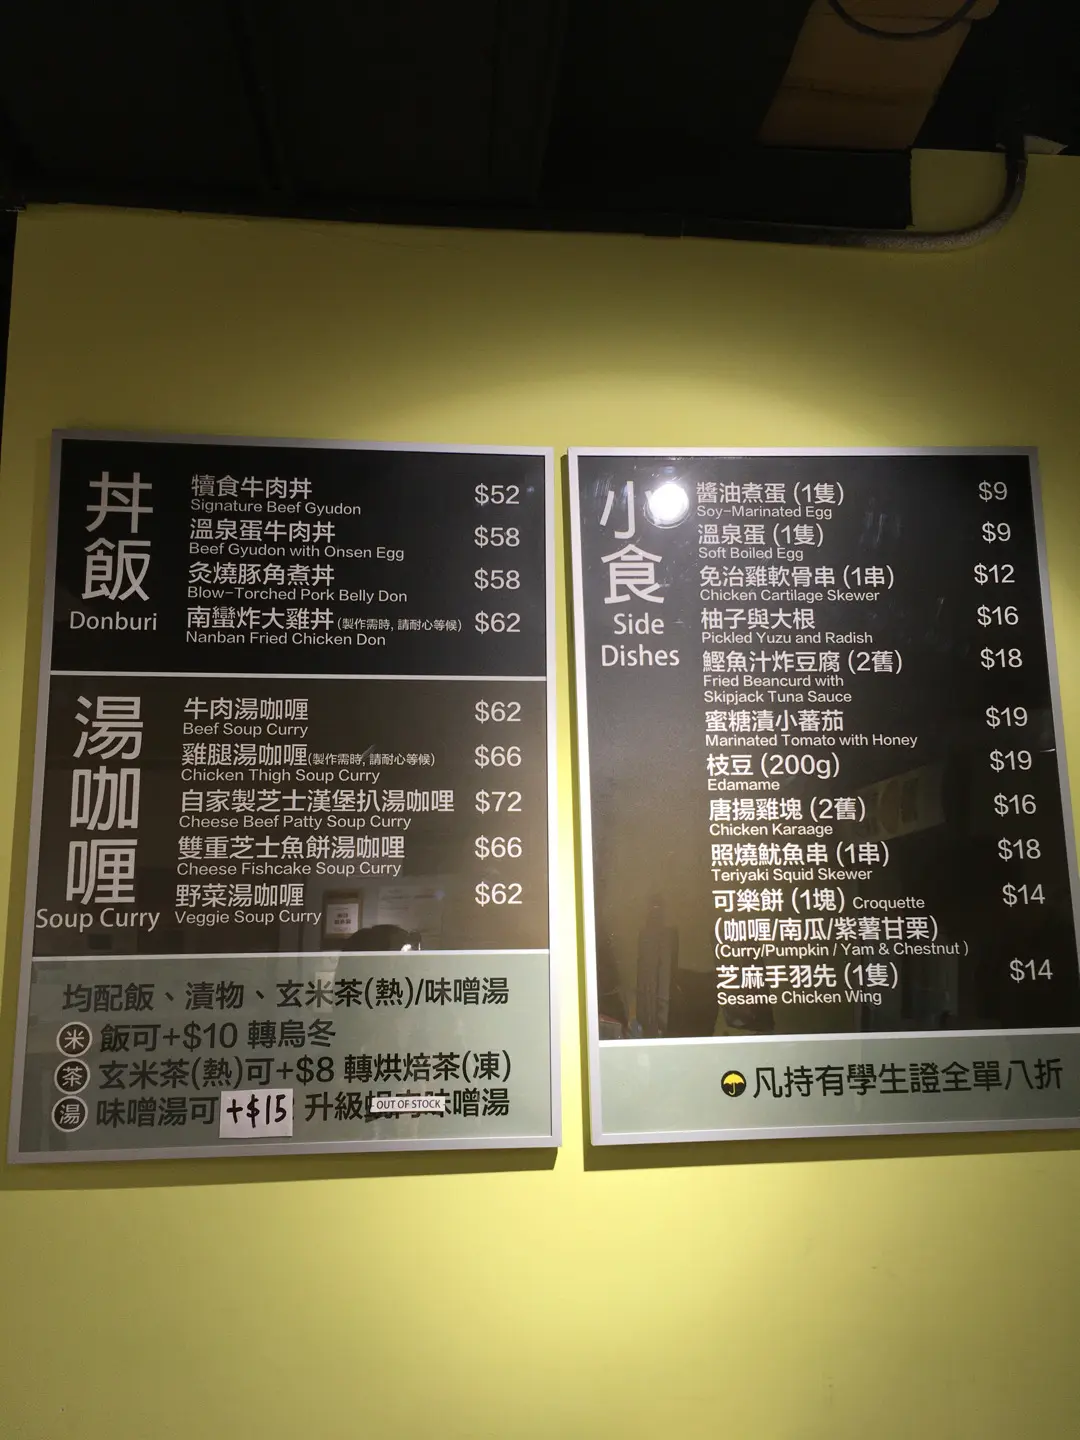 丼飯
Donburi
犢食牛肉丼 $52
Signature Beef Gyudon
溫泉蛋牛肉丼 $58
Beef Gyudon with Onsen Egg
炙燒豚角煮丼 $58
Blow-Torched Pork Belly Don
南蠻炸大雞丼 (製作需時, 請耐心等候) $62
Nanban Fried Chicken Don
湯咖喱
Soup Curry
牛肉湯咖喱 $62
Beef Soup Curry
雞腿湯咖喱(製作需時, 請耐心等候) $66
Chicken Thigh Soup Curry
自家製芝士漢堡扒湯咖哩 $72
Cheese Beef Patty Soup Curry
雙重芝士魚餅湯咖哩 $66
Cheese Fishcake Soup Curry
野菜湯咖喱 $62
Veggie Soup Curry
均配飯、漬物、玄米茶(熱)/味噌湯
米 飯可+$10 轉烏冬
茶 玄米茶(熱)可+$8 轉烘焙茶(凍)
湯 味噌湯可 +$15 升級 OUT OF STOCK 噌湯
小食
Side
Dishes
醬油煮蛋 (1隻) $9
Soy-Marinated Egg
溫泉蛋 (1隻) $9
Soft Boiled Egg
免治雞軟骨串 (1串) $12
Chicken Cartilage Skewer
柚子與大根 $16
Pickled Yuzu and Radish
鰹魚汁炸豆腐 (2舊) $18
Fried Beancurd with
Skipjack Tuna Sauce
蜜糖漬小蕃茄 $19
Marinated Tomato with Honey
枝豆 (200g) $19
Edamame
唐揚雞塊 (2舊) $16
Chicken Karaage
照燒魷魚串 (1串) $18
Teriyaki Squid Skewer
可樂餅 (1塊) Croquette $14
(咖喱/南瓜/紫薯甘栗)
(Curry/Pumpkin / Yam & Chestnut )
芝麻手羽先 (1隻) $14
Sesame Chicken Wing
凡持有學生證全單八折